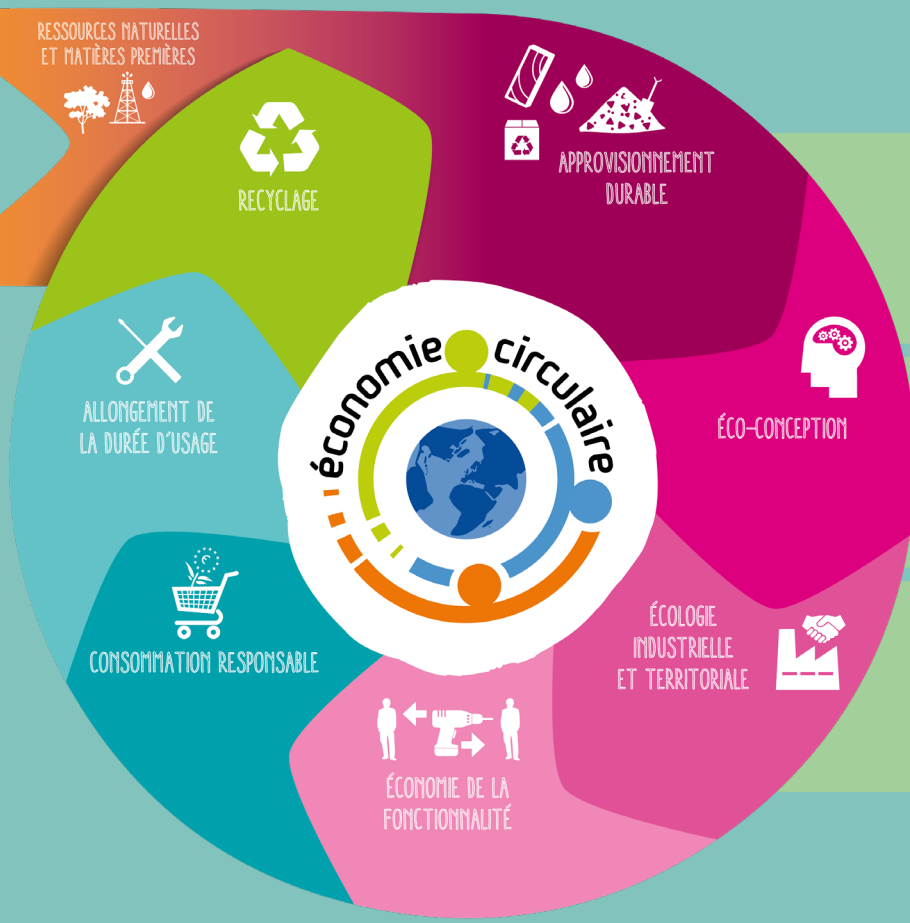 RESSOURCES NATURELLES
ET MATIÈRES PREMIÈRES
RECYCLAGE
APPROVISIONNEMENT
DURABLE
ÉCO-CONCEPTION
ÉCOLOGIE
INDUSTRIELLE
ET TERRITORIALE
ÉCONOMIE DE LA
FONCTIONNALITÉ
CONSOMMATION RESPONSABLE
ALLONGEMENT DE
LA DURÉE D'USAGE
économie circulaire